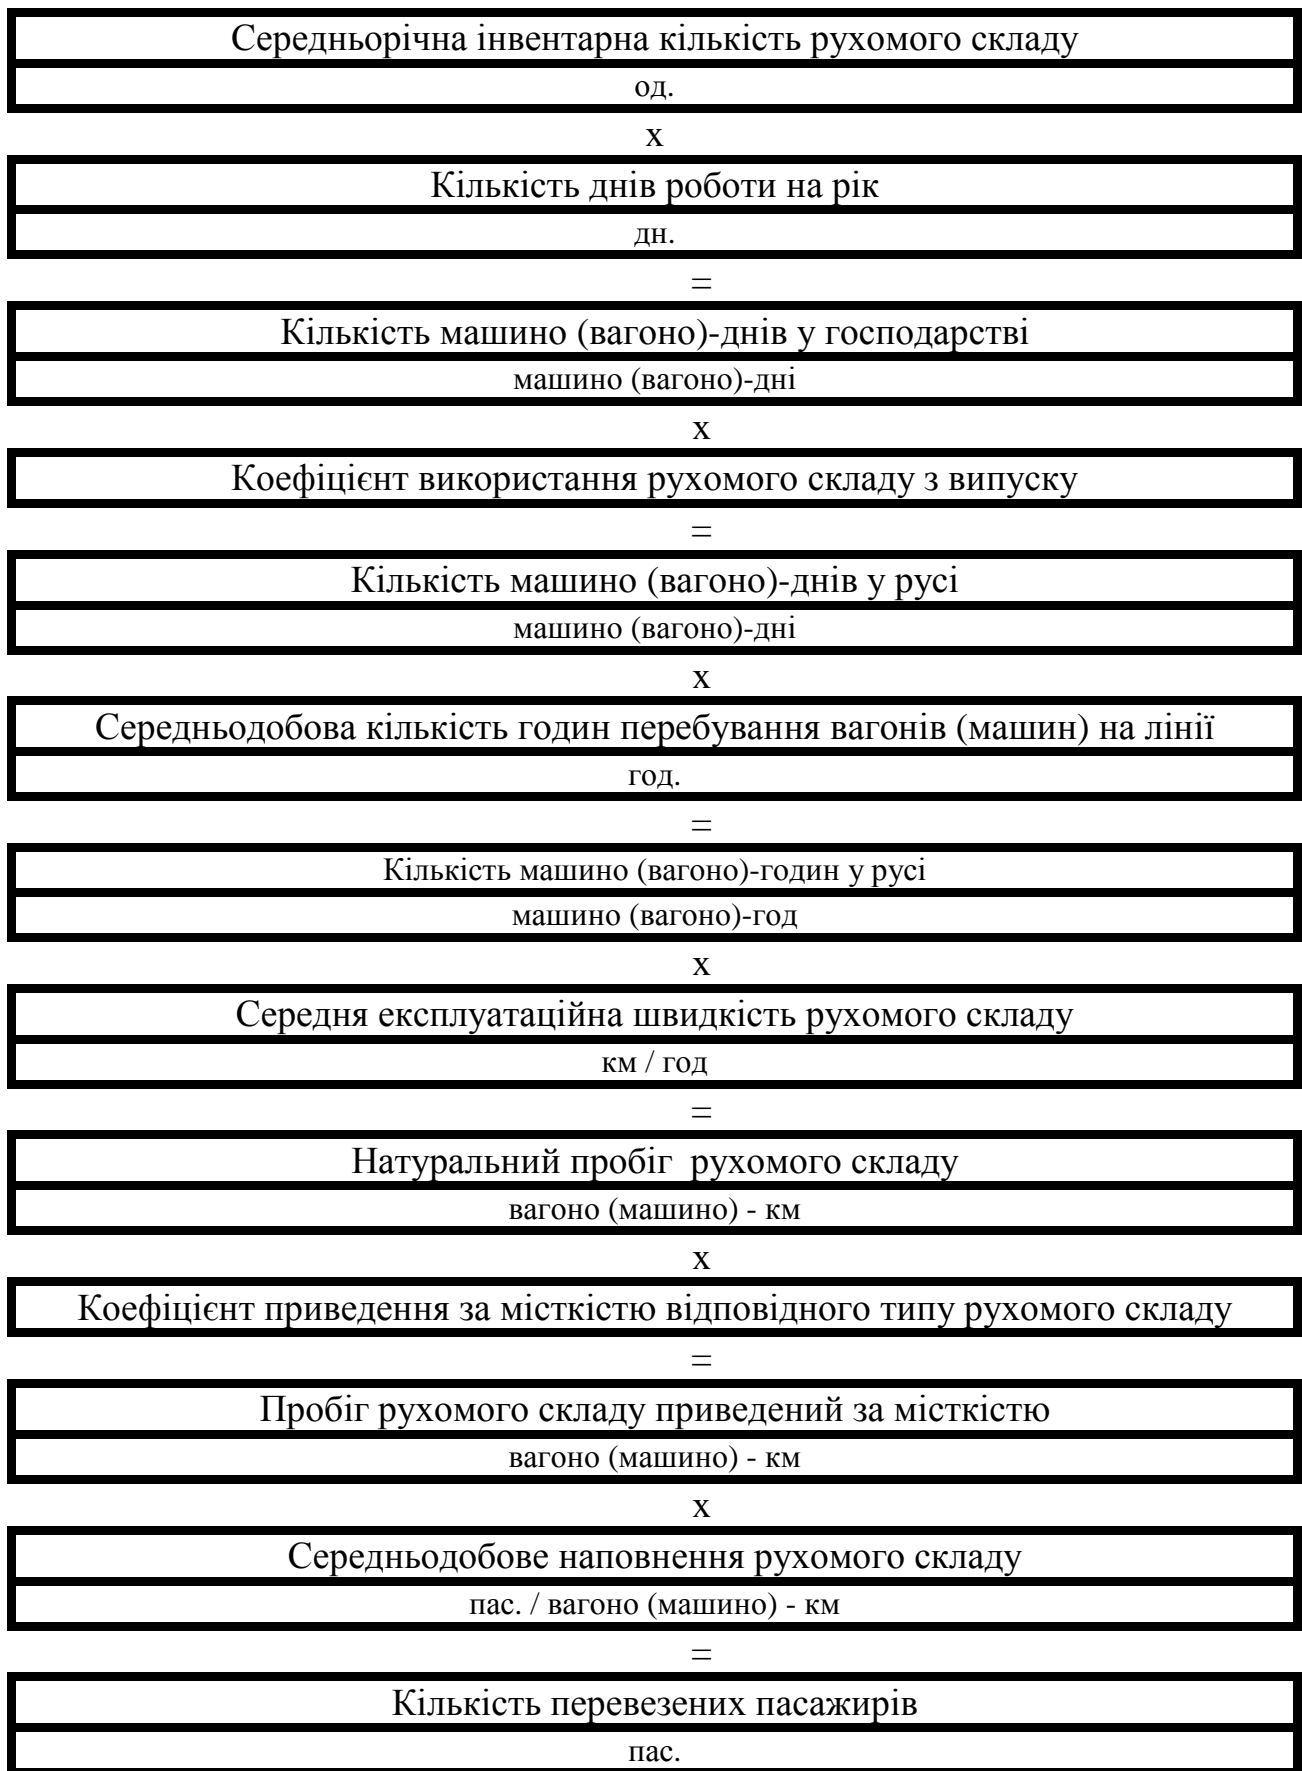 Середньорічна інвентарна кількість рухомого складу
од.
х
Кількість днів роботи на рік
дн.
=
Кількість машино (вагоно)-днів у господарстві
машино (вагоно)-дні
х
Коефіцієнт використання рухомого складу з випуску
=
Кількість машино (вагоно)-днів у русі
машино (вагоно)-дні
х
Середньодобова кількість годин перебування вагонів (машин) на лінії
год.
=
Кількість машино (вагоно)-годин у русі
машино (вагоно)-год
х
Середня експлуатаційна швидкість рухомого складу
км / год
=
Натуральний пробіг рухомого складу
вагоно (машино) - км
х
Коефіцієнт приведення за місткістю відповідного типу рухомого складу
=
Пробіг рухомого складу приведений за місткістю
вагоно (машино) - км
х
Середньодобове наповнення рухомого складу
пас. / вагоно (машино) - км
=
Кількість перевезених пасажирів
пас.